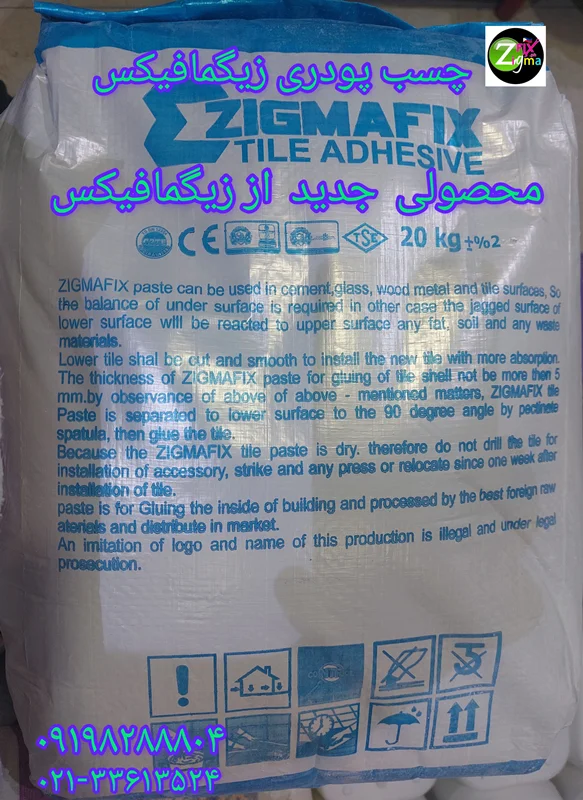 چسب پودری زیگمافیکس
Zigma
FIX
ZIGMAFIX
TILE ADHESIVE
محصولی جدید از زیگمافیکس
CE TSE 20 kg ±%2
ZIGMAFIX paste can be used in cement,glass, wood metal and tile surfaces, So
the balance of under surface is required in other case the jagged surface of
lower surface will be reacted to upper surface any fat, soil and any waste
materials.
Lower tile shal be cut and smooth to install the new tile with more absorption.
The thickness of ZIGMAFIX paste for gluing of tile shell not be more then 5
mm.by observance of above of above - mentioned matters, ZIGMAFIX tile
Paste is separated to lower surface to the 90 degree angle by pectinate
spatula, then glue the tile.
Because the ZIGMAFIX tile paste is dry. therefore do not drill the tile for
installation of accessory, strike and any press or relocate since one week after
installation of tile.
paste is for Gluing the inside of building and processed by the best foreign raw
aterials and distribute in market.
An imitation of logo and name of this production is illegal and under legal
prosecution.
5
۰۹۱۹۸۲۸۸۸۰۴
۰۲۱-۳۳۶۱۳۵۲۴